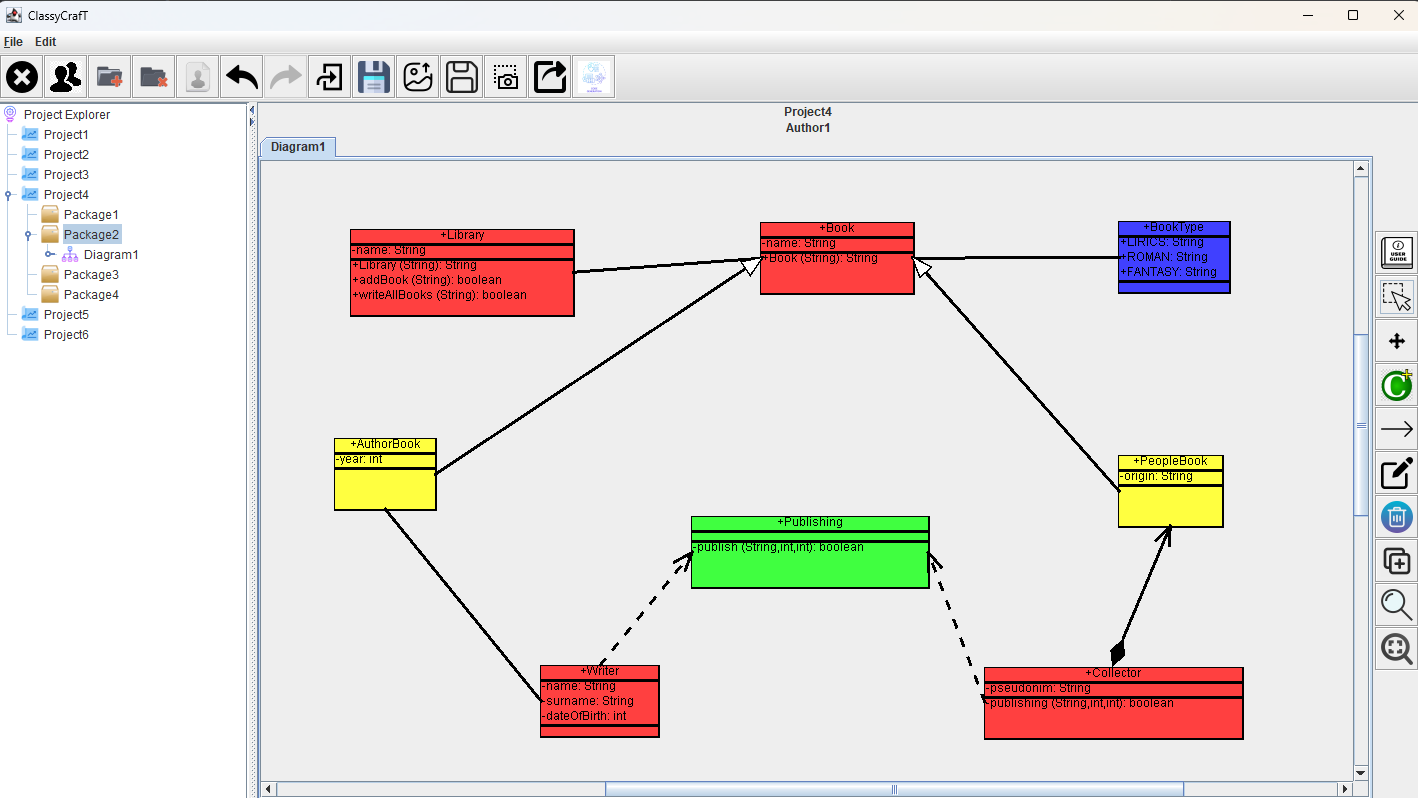 ClassyCrafT
File Edit
Project Explorer
Project1
Project2
Project3
Project4
Package1
Package2
Diagram1
Package3
Package4
Project5
Project6
Project4
Author1
Diagram1
+Library
-name: String
+Library (String): String
+addBook (String): boolean
+writeAllBooks (String): boolean
+Book
-name: String
+Book (String): String
+BookType
+LIRICS: String
+ROMAN: String
+FANTASY: String
+AuthorBook
-year: int
+PeopleBook
-origin: String
+Publishing
-publish (String,int,int): boolean
+Writer
-name: String
-surname: String
-dateOfBirth: int
+Collector
-pseudonim: String
-publishing (String,int,int): boolean
USER
GUIDE
C+